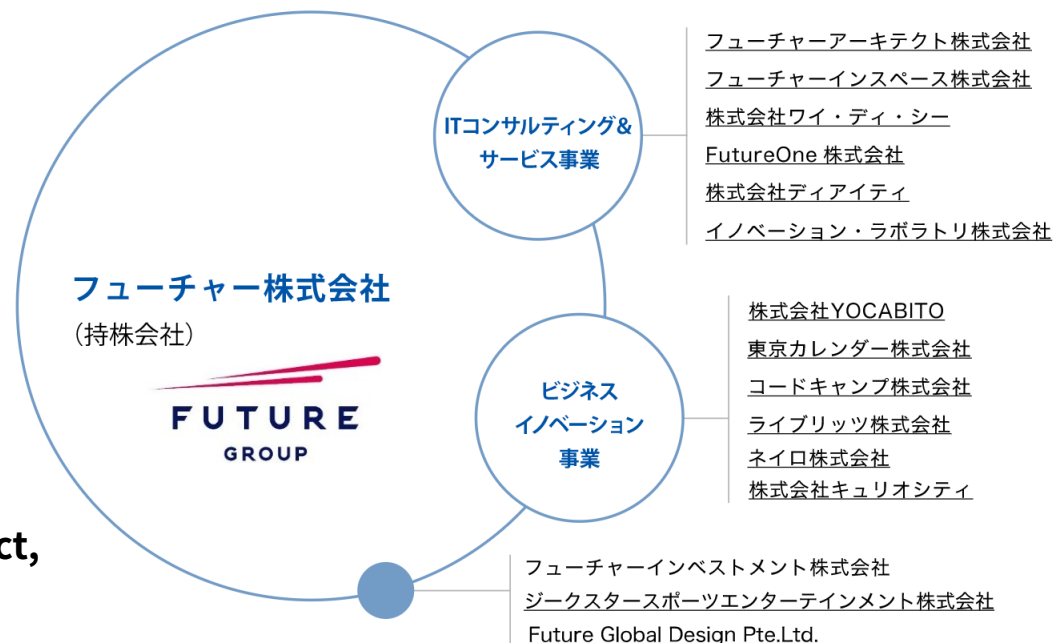 フューチャー株式会社
（持株会社）
FUTURE
GROUP
ITコンサルティング&
サービス事業
フューチャーアーキテクト株式会社
フューチャーインスペース株式会社
株式会社ワイ・ディ・シー
FutureOne 株式会社
株式会社ディアイティ
イノベーション・ラボラトリ株式会社
ビジネス
イノベーション
事業
株式会社YOCABITO
東京カレンダー株式会社
コードキャンプ株式会社
ライブリッツ株式会社
ネイロ株式会社
株式会社キュリオシティ
ct,
フューチャーインベストメント株式会社
ジークスタースポーツエンターテインメント株式会社
Future Global Design Pte.Ltd.